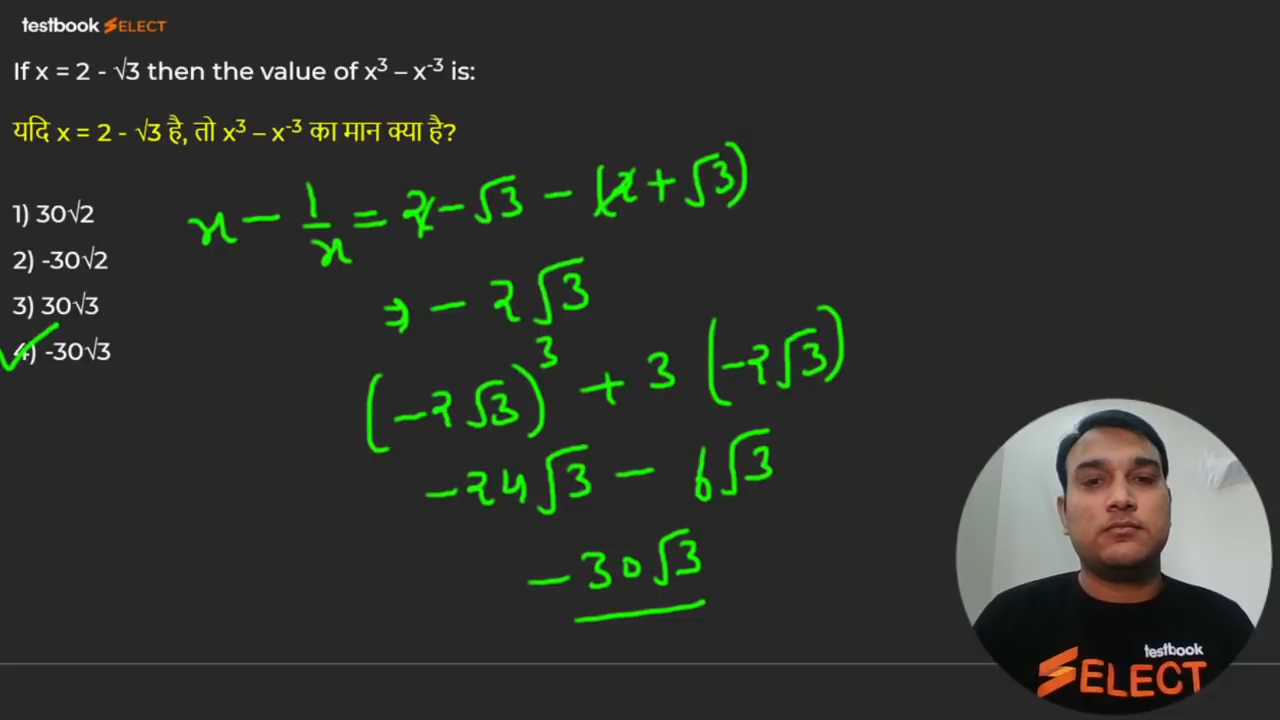 testbook SELECT
If x = 2 - √3 then the value of x³ – x⁻³ is:
यदि x = 2 - √3 है, तो x³ – x⁻³ का मान क्या है?
1) 30√2
2) -30√2
3) 30√3
4) -30√3
x - 1/x = 2 - √3 - (2 + √3)
⇒ - 2√3
(-2√3)³ + 3 (-2√3)
-24√3 - 6√3
-30√3
testbook
SELECT